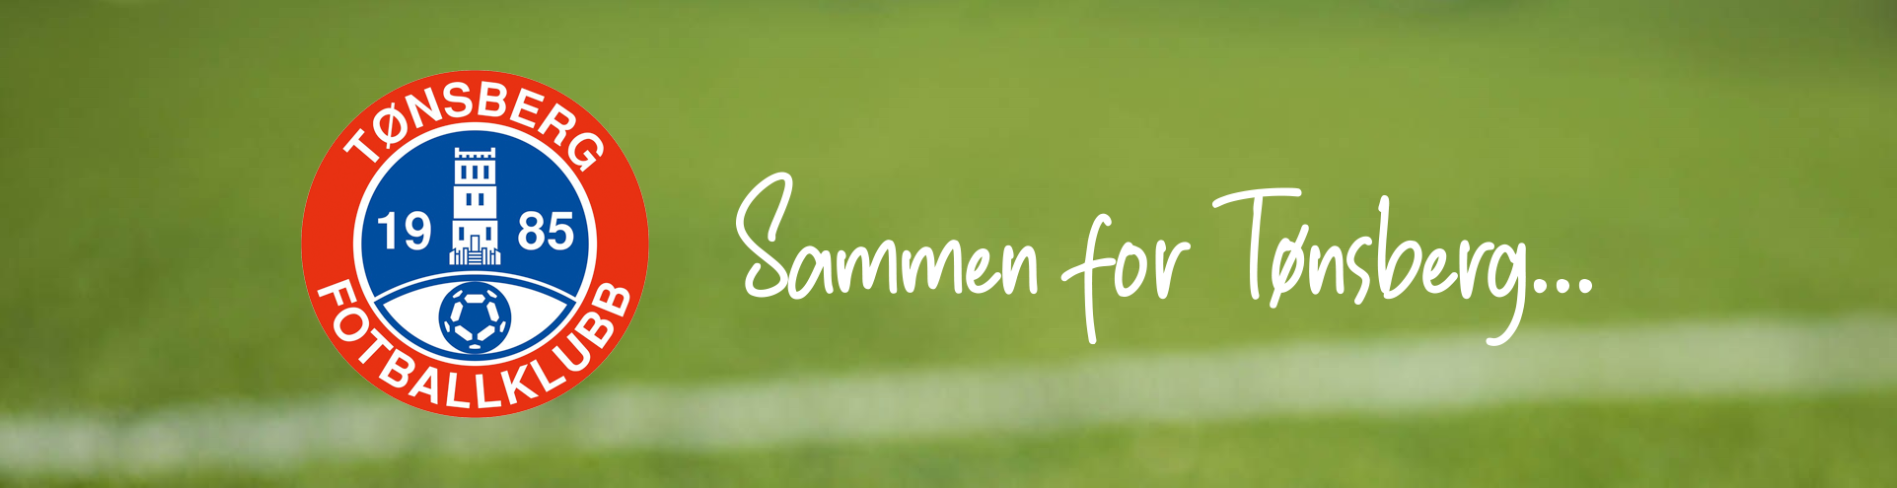 TØNSBERG
19 85
FOTBALLKLUBB
Sammen for Tønsberg...